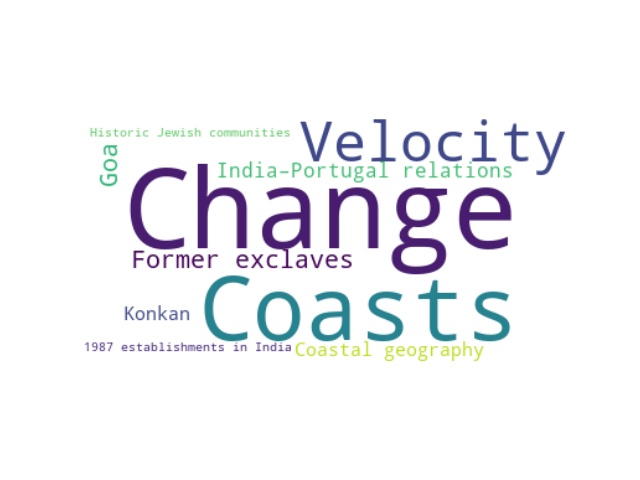 Historic Jewish communities
Velocity
Goa
India–Portugal relations
Change
Former exclaves
Coasts
Konkan
1987 establishments in India
Coastal geography